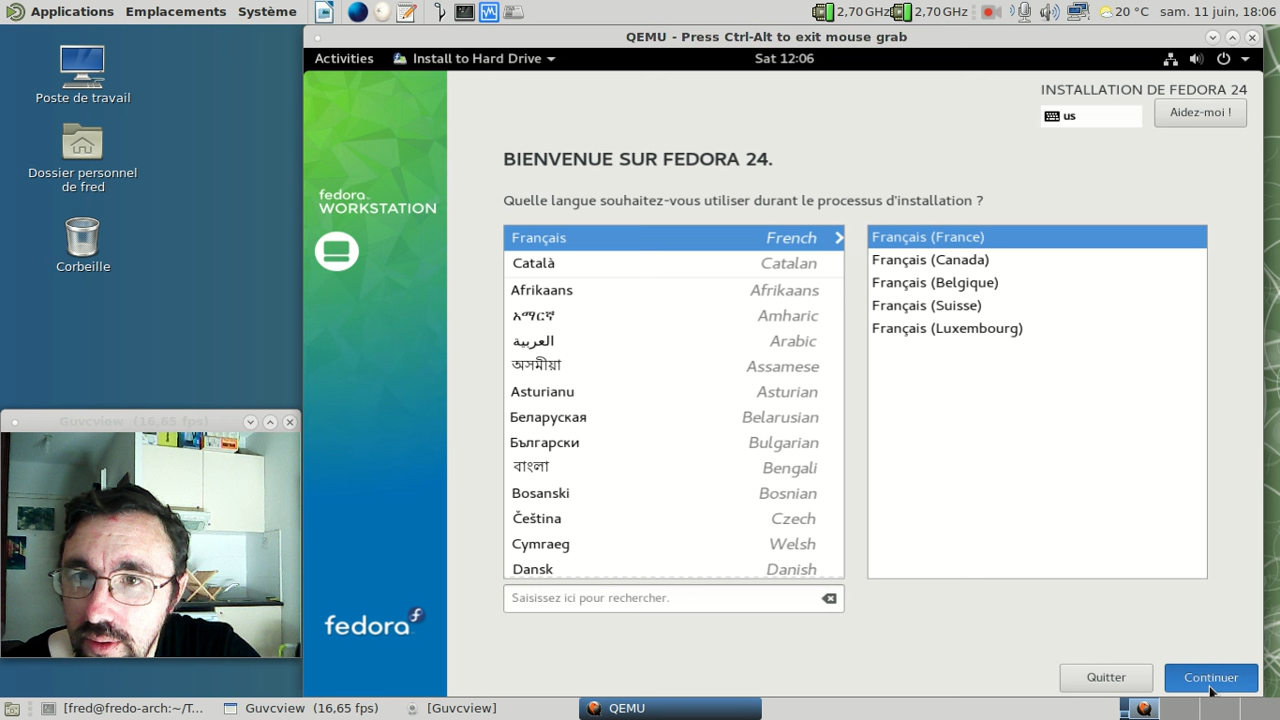 Applications Emplacements Système 2,70 GHz 2,70 GHz 20 °C sam. 11 juin, 18:06
QEMU - Press Ctrl-Alt to exit mouse grab
Activities Install to Hard Drive Sat 12:06
Poste de travail
Dossier personnel
de fred
Corbeille
fedora
WORKSTATION
INSTALLATION DE FEDORA 24
us
Aidez-moi !
BIENVENUE SUR FEDORA 24.
Quelle langue souhaitez-vous utiliser durant le processus d'installation ?
Français French
Català Catalan
Afrikaans Afrikaans
አማርኛ Amharic
العربية Arabic
অসমীয়া Assamese
Asturianu Asturian
Беларуская Belarusian
Български Bulgarian
বাংলা Bengali
Bosanski Bosnian
Čeština Czech
Cymraeg Welsh
Dansk Danish
Saisissez ici pour rechercher.
Français (France)
Français (Canada)
Français (Belgique)
Français (Suisse)
Français (Luxembourg)
fedora
Quitter
Continuer
Guvcview (16,65 fps)
[fred@fredo-arch:~/T... Guvcview (16,65 fps) [Guvcview] QEMU